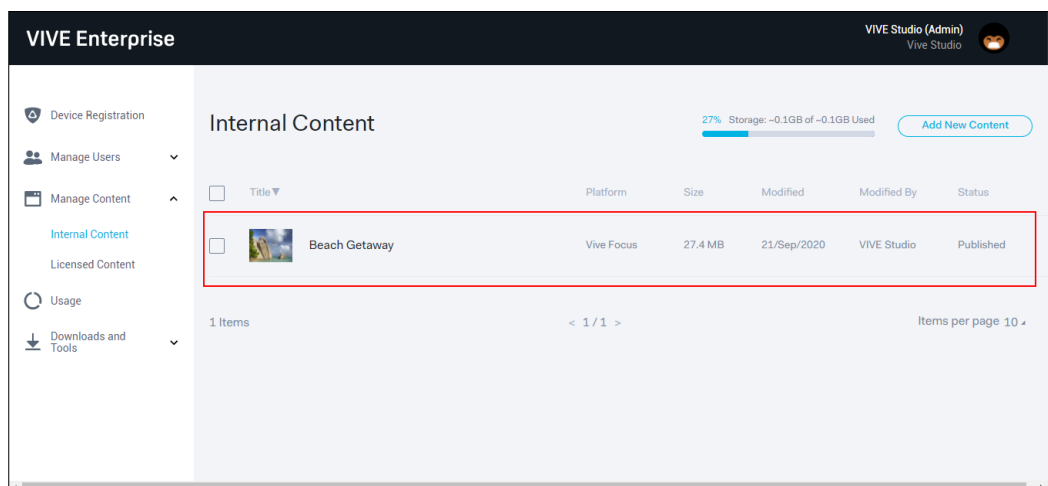 VIVE Enterprise
VIVE Studio (Admin)
Vive Studio
Device Registration
Manage Users
Manage Content
Internal Content
Licensed Content
Usage
Downloads and
Tools
Internal Content
27% Storage: ~0.1GB of ~0.1GB Used
Add New Content
Title▼ Platform Size Modified Modified By Status
Beach Getaway Vive Focus 27.4 MB 21/Sep/2020 VIVE Studio Published
1 Items < 1 / 1 > Items per page 10